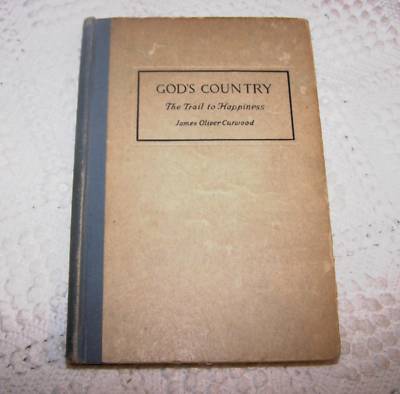 GOD'S COUNTRY
The Trail to Happiness
James Oliver Curwood